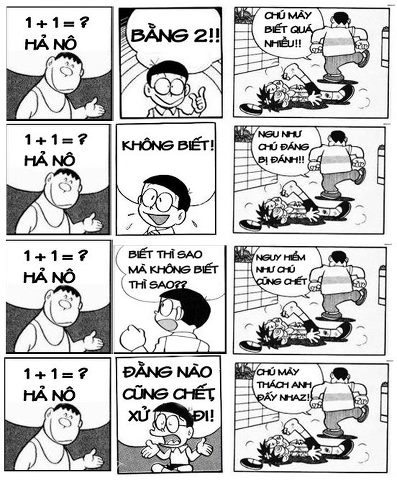 1 + 1 = ?
HẢ NÔ
BẰNG 2!!
CHÚ MÂY
BIẾT QUÁ
NHIỀU!!
1 + 1 = ?
HẢ NÔ
KHÔNG BIẾT!
NGU NHƯ
CHÚ ĐÁNG
BỊ ĐÁNH!!
1 + 1 = ?
HẢ NÔ
BIẾT THÌ SAO
MÀ KHÔNG BIẾT
THÌ SAO??
NGUY HIỂM
NHƯ CHÚ
CŨNG CHẾT
1 + 1 = ?
HẢ NÔ
ĐẰNG NÀO
CŨNG CHẾT,
XỬ ĐI!
CHÚ MÂY
THÁCH ANH
ĐẤY NHAZ!